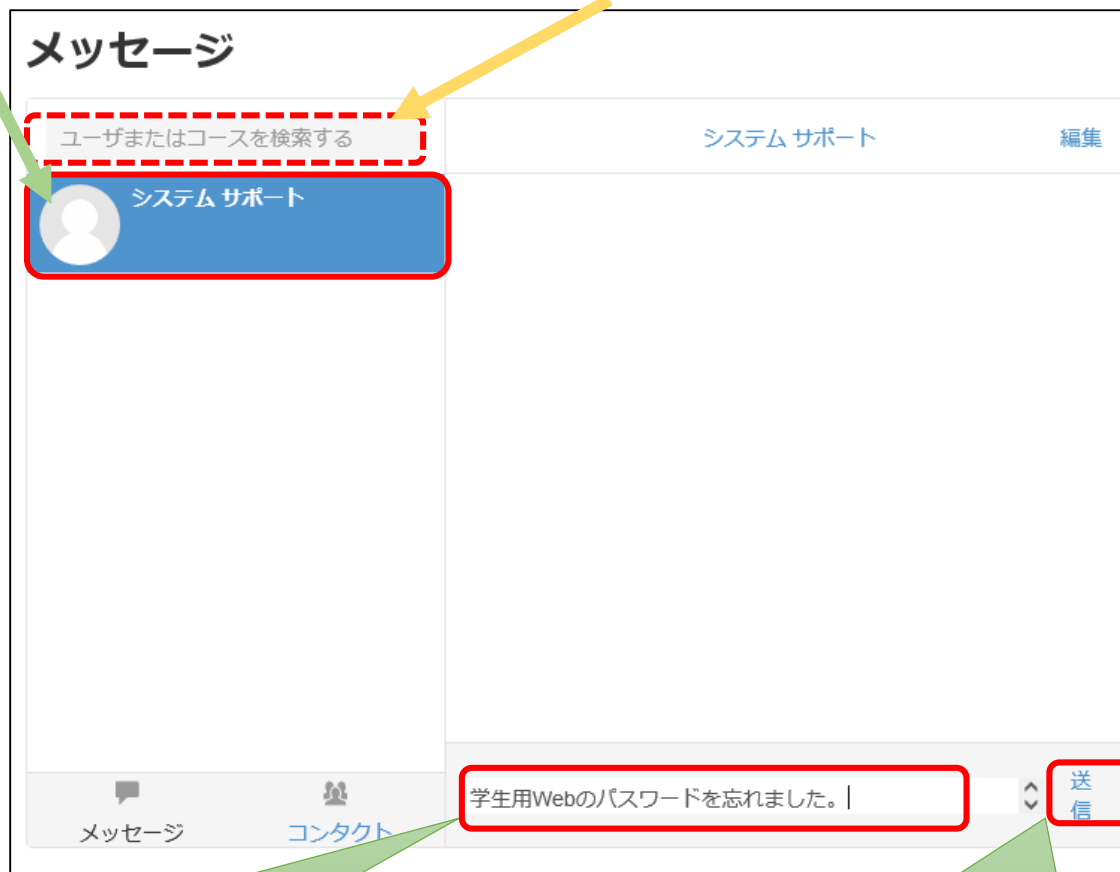 メッセージ
ユーザまたはコースを検索する
システム サポート
編集
システム サポート
学生用Webのパスワードを忘れました。
送
信
メッセージ
コンタクト